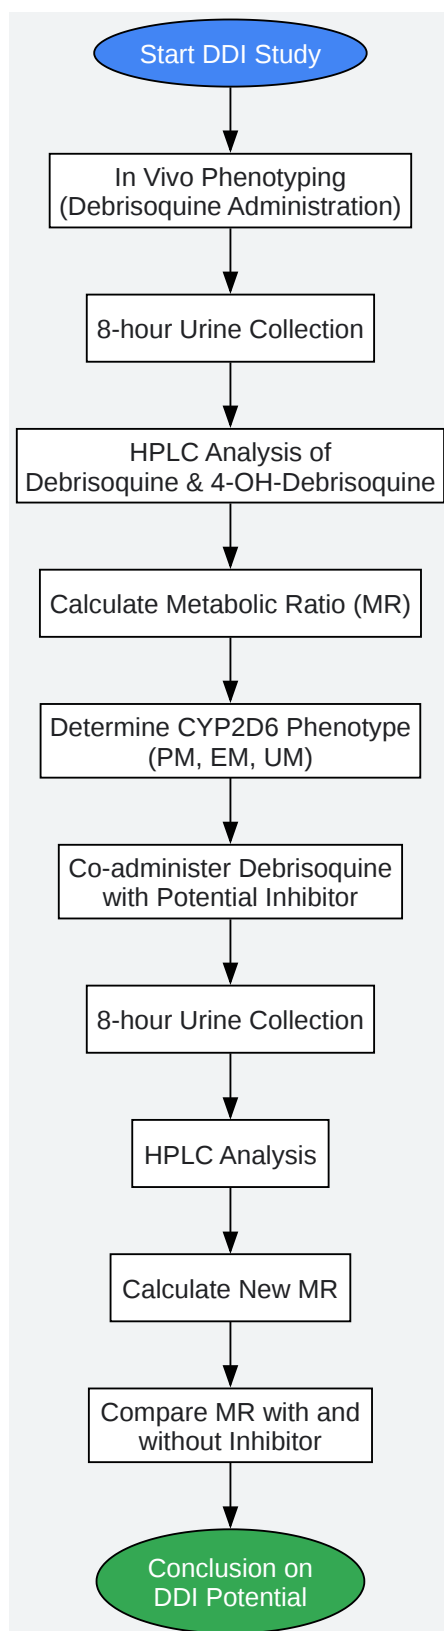 Start DDI Study
In Vivo Phenotyping
(Debrisoquine Administration)
8-hour Urine Collection
HPLC Analysis of
Debrisoquine & 4-OH-Debrisoquine
Calculate Metabolic Ratio (MR)
Determine CYP2D6 Phenotype
(PM, EM, UM)
Co-administer Debrisoquine
with Potential Inhibitor
8-hour Urine Collection
HPLC Analysis
Calculate New MR
Compare MR with and
without Inhibitor
Conclusion on
DDI Potential